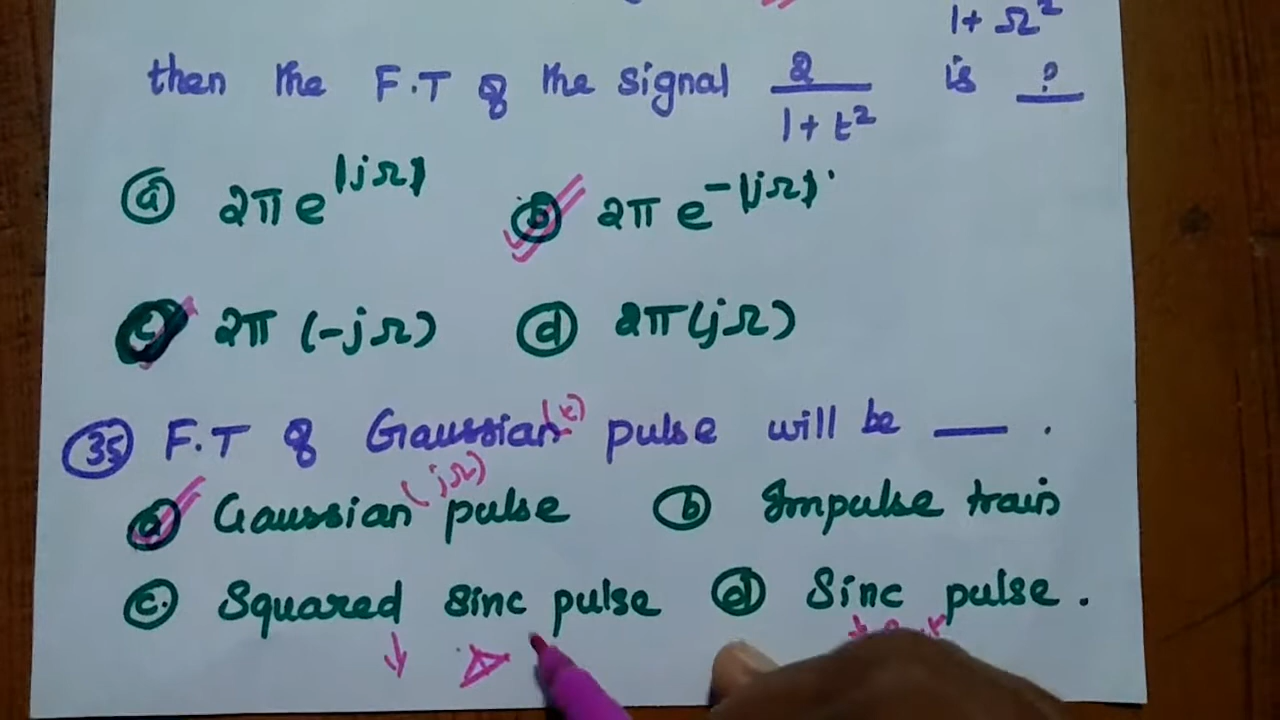 1 + Ω²
then the F.T of the signal 2 / 1 + t² is ?
(a) 2π e^|jΩ| (b) 2π e^-|jΩ|
(c) 2π (-jΩ) (d) 2π(jΩ)
(35) F.T of Gaussian (t) pulse will be ___ .
(a) Gaussian (jΩ) pulse (b) Impulse train
(c) Squared sinc pulse (d) Sinc pulse .